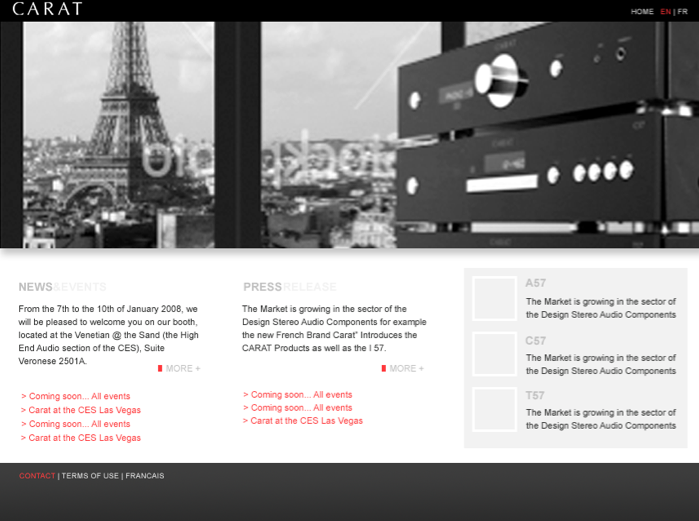 CARAT
HOME EN | FR
CARAT
NEWS&EVENTS
From the 7th to the 10th of January 2008, we
will be pleased to welcome you on our booth,
located at the Venetian @ the Sand (the High
End Audio section of the CES), Suite
Veronese 2501A.
MORE +
> Coming soon... All events
> Carat at the CES Las Vegas
> Coming soon... All events
> Carat at the CES Las Vegas
PRESSRELEASE
The Market is growing in the sector of the
Design Stereo Audio Components for example
the new French Brand Carat" Introduces the
CARAT Products as well as the I 57.
MORE +
> Coming soon... All events
> Coming soon... All events
> Carat at the CES Las Vegas
A57
The Market is growing in the sector of
the Design Stereo Audio Components
C57
The Market is growing in the sector of
the Design Stereo Audio Components
T57
The Market is growing in the sector of
the Design Stereo Audio Components
CONTACT | TERMS OF USE | FRANCAIS